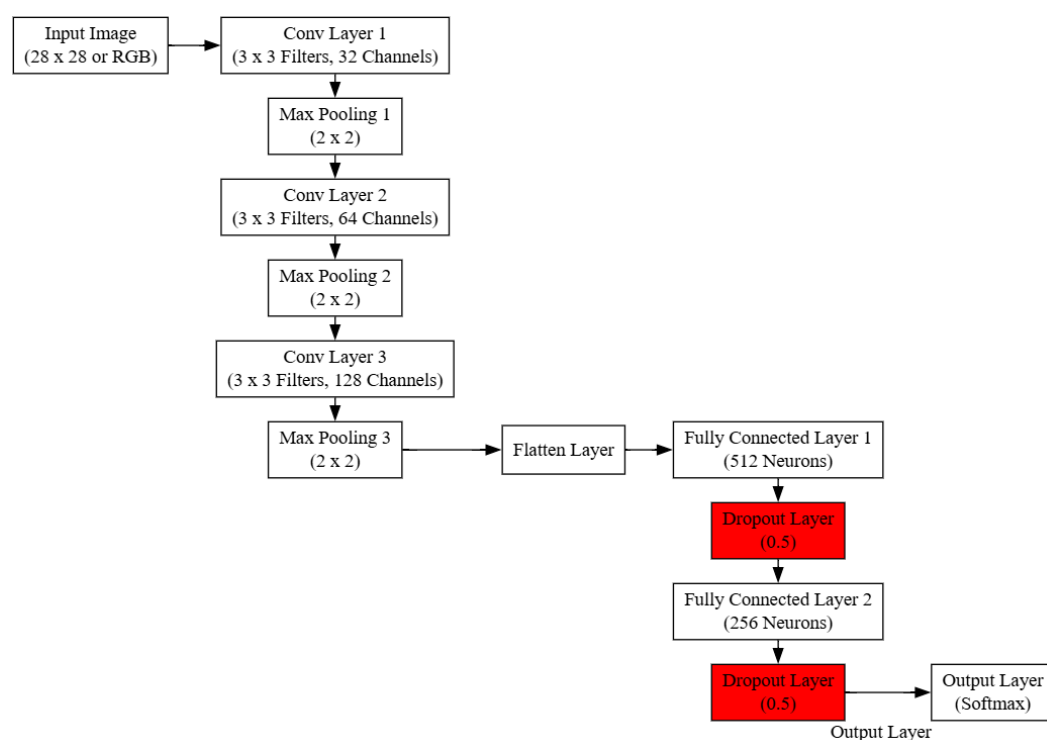 Input Image
(28 x 28 or RGB)
Conv Layer 1
(3 x 3 Filters, 32 Channels)
Max Pooling 1
(2 x 2)
Conv Layer 2
(3 x 3 Filters, 64 Channels)
Max Pooling 2
(2 x 2)
Conv Layer 3
(3 x 3 Filters, 128 Channels)
Max Pooling 3
(2 x 2)
Flatten Layer
Fully Connected Layer 1
(512 Neurons)
Dropout Layer
(0.5)
Fully Connected Layer 2
(256 Neurons)
Dropout Layer
(0.5)
Output Layer
(Softmax)
Output Layer